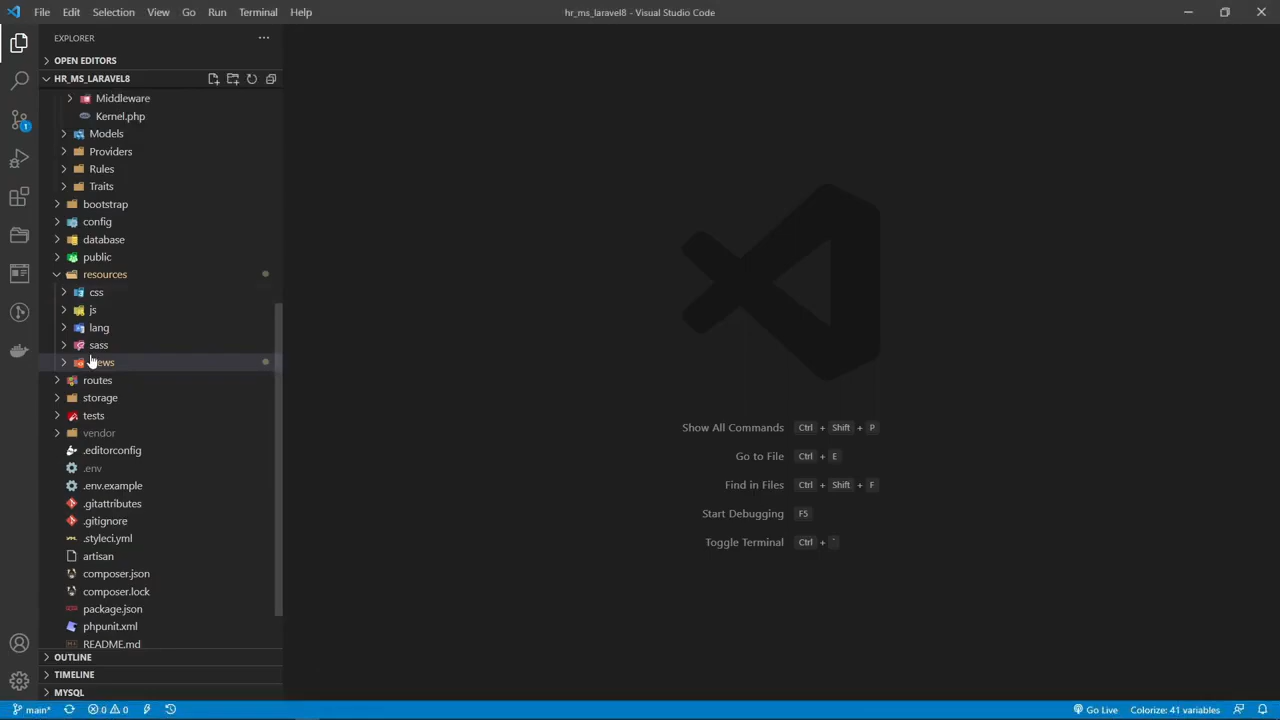 File Edit Selection View Go Run Terminal Help
hr_ms_laravel8 - Visual Studio Code
EXPLORER
OPEN EDITORS
HR_MS_LARAVEL8
Middleware
Kernel.php
Models
Providers
Rules
Traits
bootstrap
config
database
public
resources
css
js
lang
sass
ews
routes
storage
tests
vendor
.editorconfig
.env
.env.example
.gitattributes
.gitignore
.styleci.yml
artisan
composer.json
composer.lock
package.json
phpunit.xml
README.md
OUTLINE
TIMELINE
MYSQL
Show All Commands Ctrl + Shift + P
Go to File Ctrl + E
Find in Files Ctrl + Shift + F
Start Debugging F5
Toggle Terminal Ctrl + `
1
main* 0 0 Go Live Colorize: 41 variables